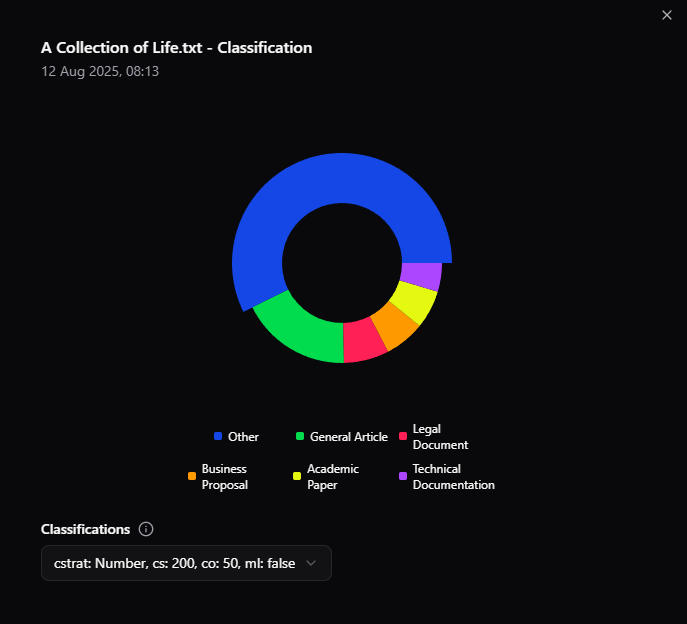 A Collection of Life.txt - Classification
12 Aug 2025, 08:13
Other
General Article
Legal
Document
Business
Proposal
Academic
Paper
Technical
Documentation
Classifications
cstrat: Number, cs: 200, co: 50, ml: false